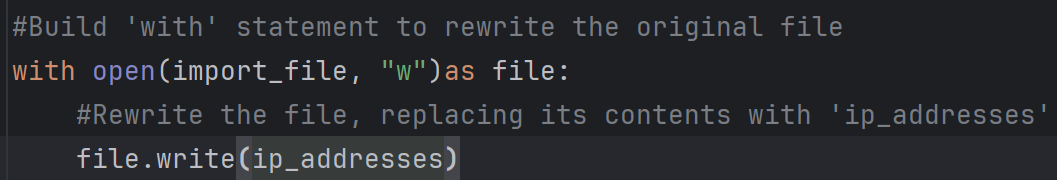 #Build 'with' statement to rewrite the original file
with open(import_file, "w")as file:
#Rewrite the file, replacing its contents with 'ip_addresses'
file.write(ip_addresses)